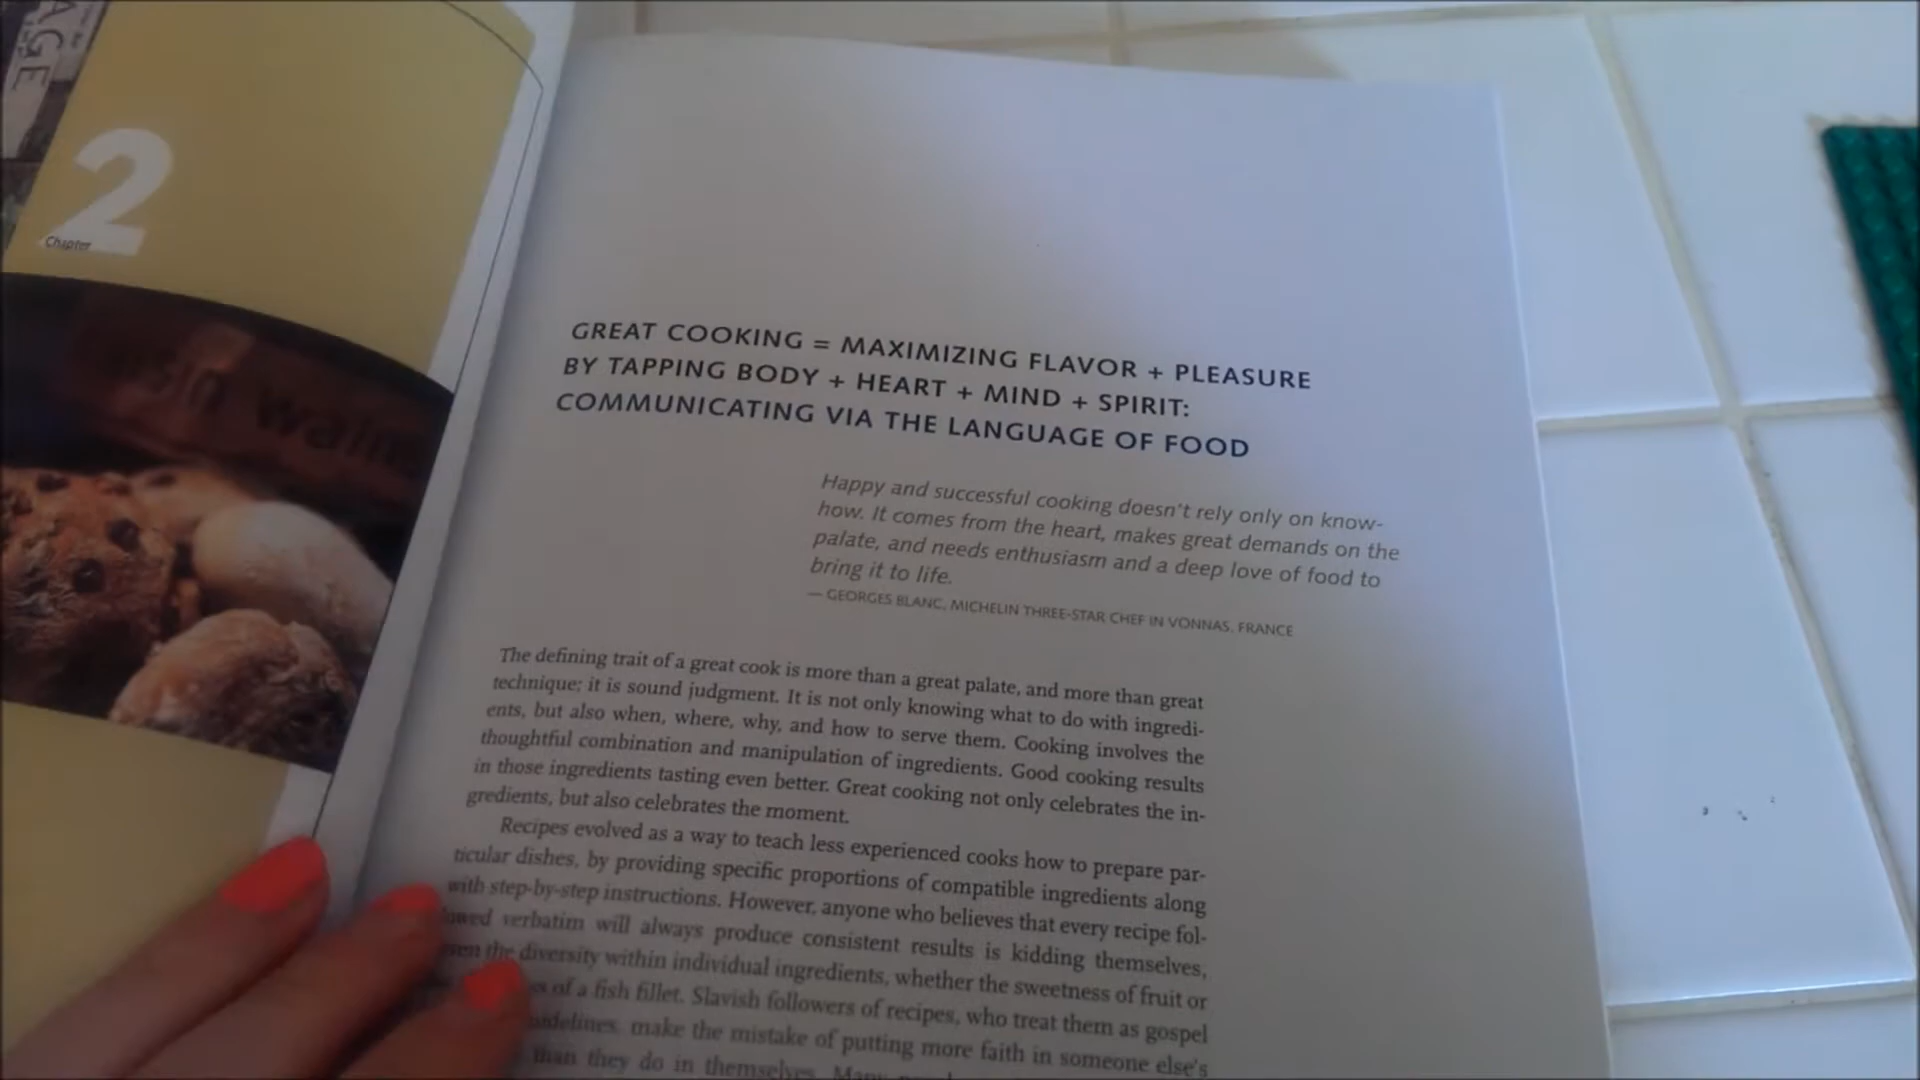 AGE
2
Chapter
GREAT COOKING = MAXIMIZING FLAVOR + PLEASURE
BY TAPPING BODY + HEART + MIND + SPIRIT:
COMMUNICATING VIA THE LANGUAGE OF FOOD
Happy and successful cooking doesn't rely only on know-
how. It comes from the heart, makes great demands on the
palate, and needs enthusiasm and a deep love of food to
bring it to life.
— GEORGES BLANC, MICHELIN THREE-STAR CHEF IN VONNAS, FRANCE
The defining trait of a great cook is more than a great palate, and more than great
technique; it is sound judgment. It is not only knowing what to do with ingredi-
ents, but also when, where, why, and how to serve them. Cooking involves the
thoughtful combination and manipulation of ingredients. Good cooking results
in those ingredients tasting even better. Great cooking not only celebrates the in-
gredients, but also celebrates the moment.
Recipes evolved as a way to teach less experienced cooks how to prepare par-
ticular dishes, by providing specific proportions of compatible ingredients along
with step-by-step instructions. However, anyone who believes that every recipe fol-
lowed verbatim will always produce consistent results is kidding themselves,
the diversity within individual ingredients, whether the sweetness of fruit or
of a fish fillet. Slavish followers of recipes, who treat them as gospel
make the mistake of putting more faith in someone else's
than they do in themselves. Many